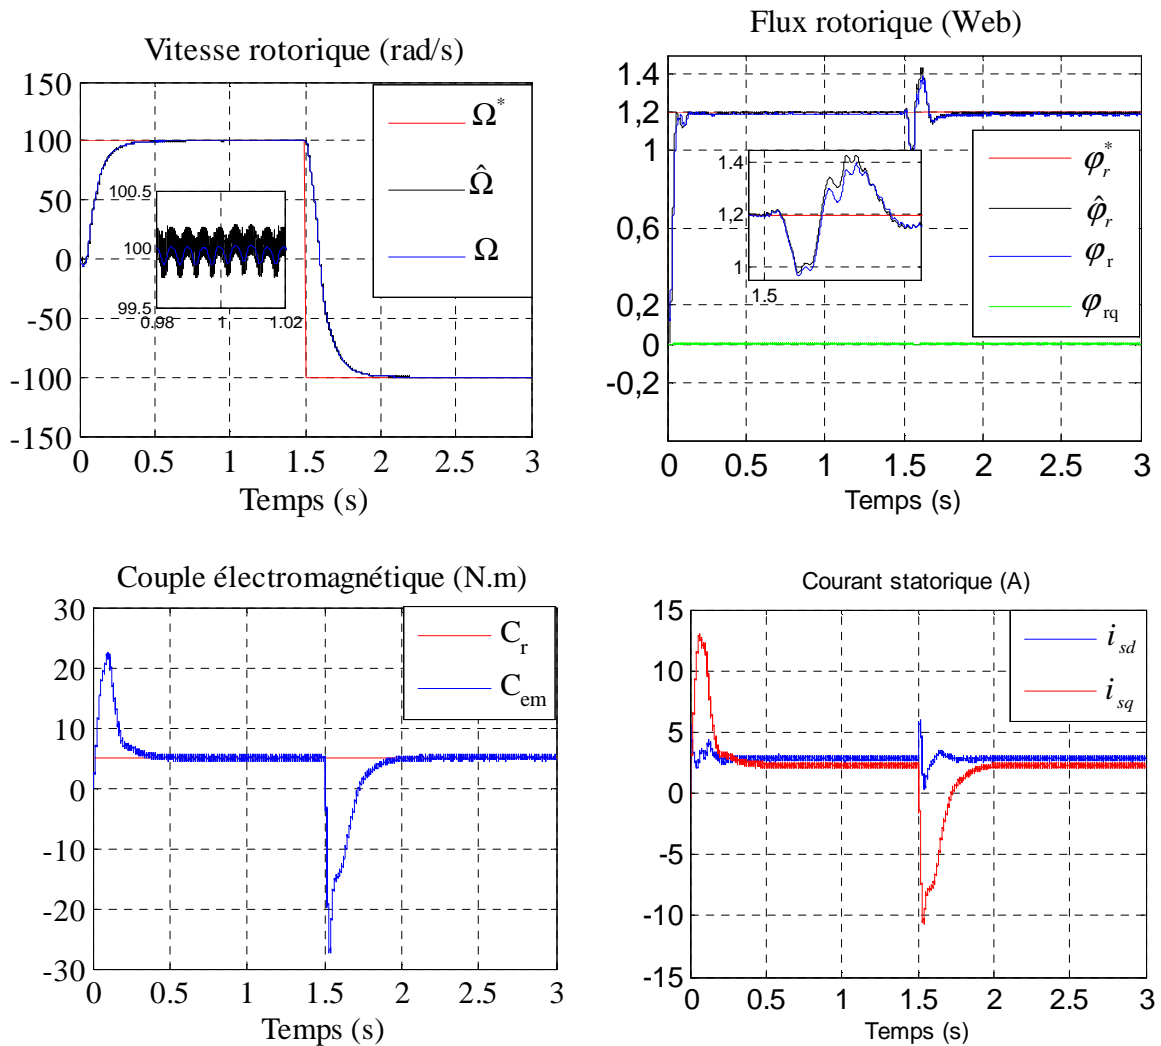 Vitesse rotorique (rad/s)
150
100
50
0
-50
-100
-150
Ω*
Ω̂
Ω
100.5
100
99.5
0.98 1 1.02
0 0.5 1 1.5 2 2.5 3
Temps (s)
Flux rotorique (Web)
1.4
1,2
1
0,6
0,2
0
-0,2
φr*
φ̂r
φr
φrq
1.4
1,2
1
1.5
0 0.5 1 1.5 2 2.5 3
Temps (s)
Couple électromagnétique (N.m)
30
20
10
0
-10
-20
-30
Cr
Cem
0 0.5 1 1.5 2 2.5 3
Temps (s)
Courant statorique (A)
15
10
5
0
-5
-10
-15
isd
isq
0 0.5 1 1.5 2 2.5 3
Temps (s)